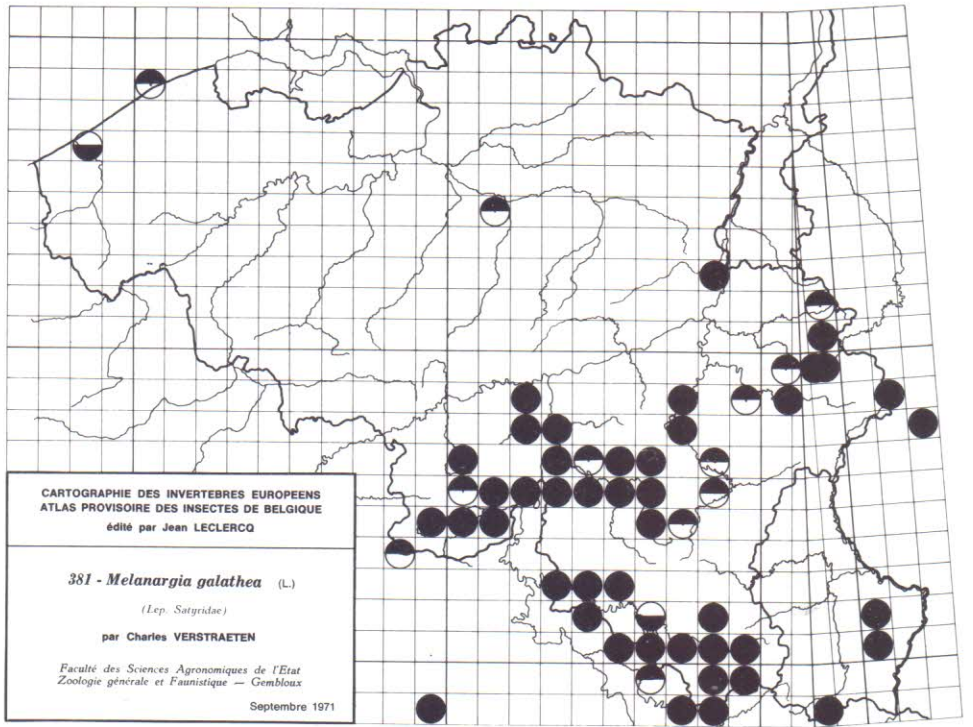 CARTOGRAPHIE DES INVERTEBRES EUROPEENS
ATLAS PROVISOIRE DES INSECTES DE BELGIQUE
édité par Jean LECLERCQ
381 - Melanargia galathea (L.)
(Lep. Satyridae)
par Charles VERSTRAETEN
Faculté des Sciences Agronomiques de l'Etat
Zoologie générale et Faunistique — Gembloux
Septembre 1971